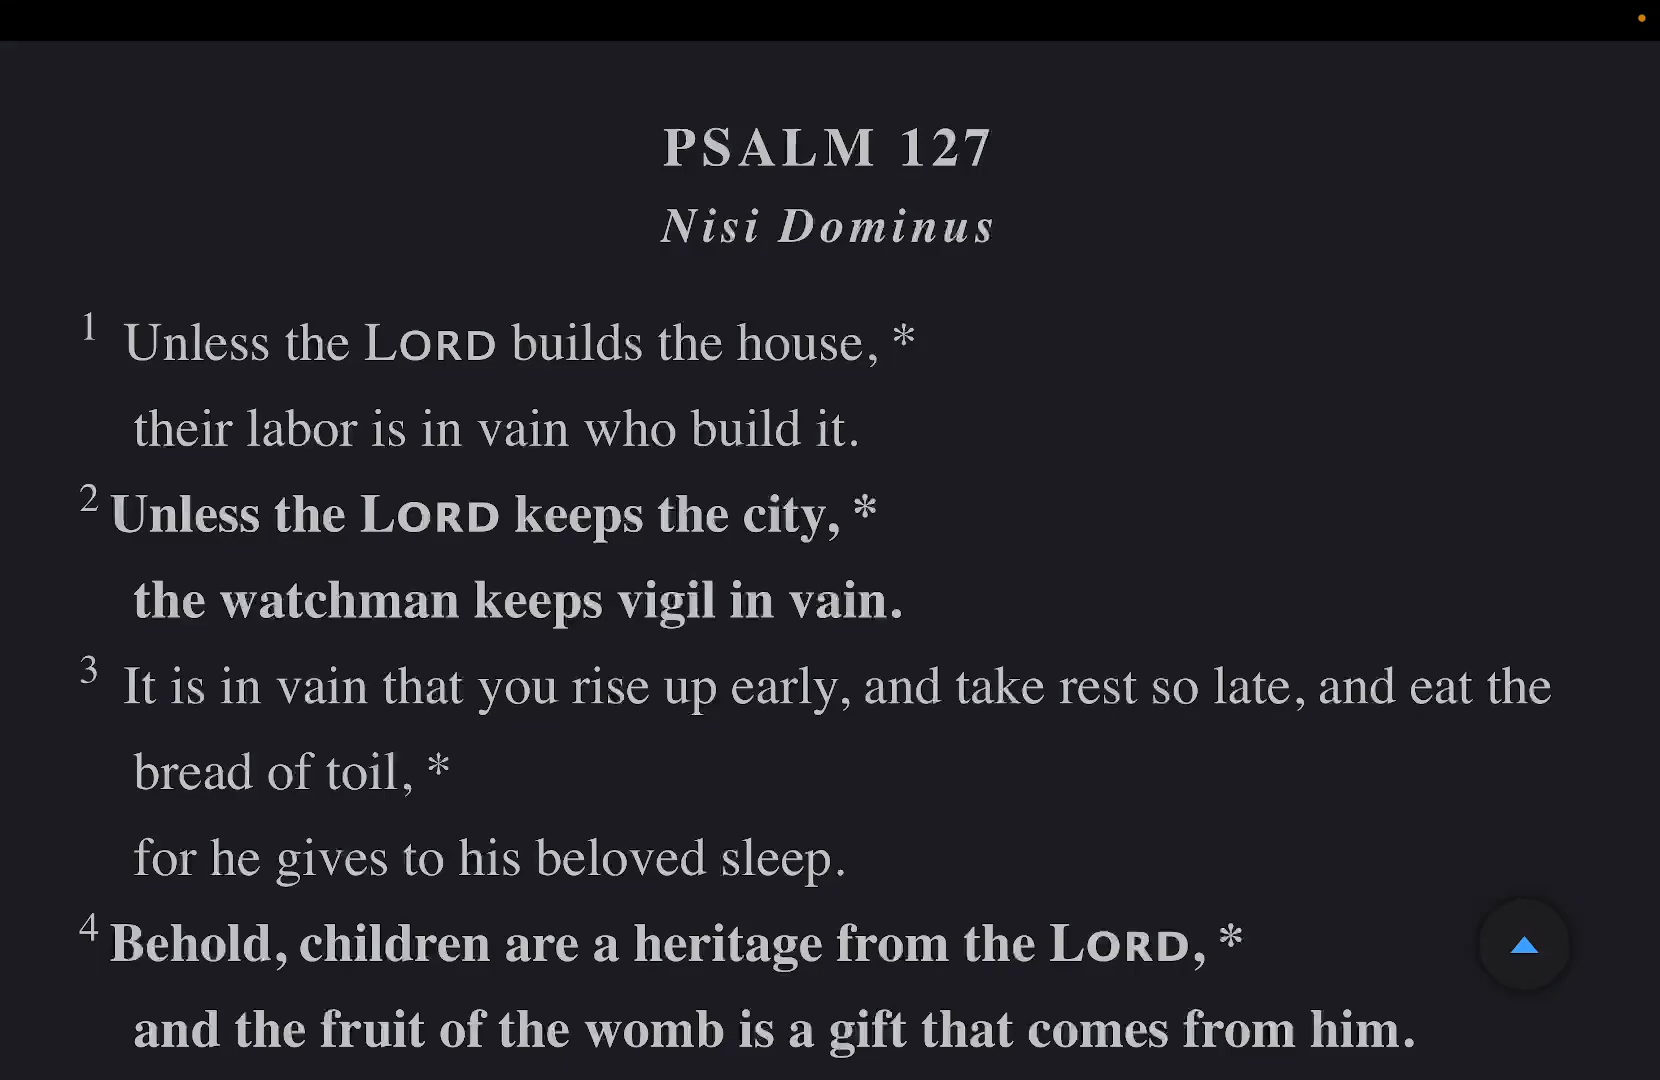 PSALM 127
Nisi Dominus
1 Unless the LORD builds the house, *
their labor is in vain who build it.
2 Unless the LORD keeps the city, *
the watchman keeps vigil in vain.
3 It is in vain that you rise up early, and take rest so late, and eat the
bread of toil, *
for he gives to his beloved sleep.
4 Behold, children are a heritage from the LORD, *
and the fruit of the womb is a gift that comes from him.